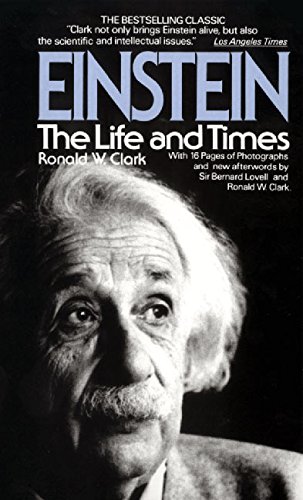 THE BESTSELLING CLASSIC
"Clark not only brings Einstein alive, but also
the scientific and intellectual issues." Los Angeles Times
EINSTEIN
The Life and Times
Ronald W. Clark
With 16 Pages of Photographs
and new afterwords by
Sir Bernard Lovell and
Ronald W. Clark.